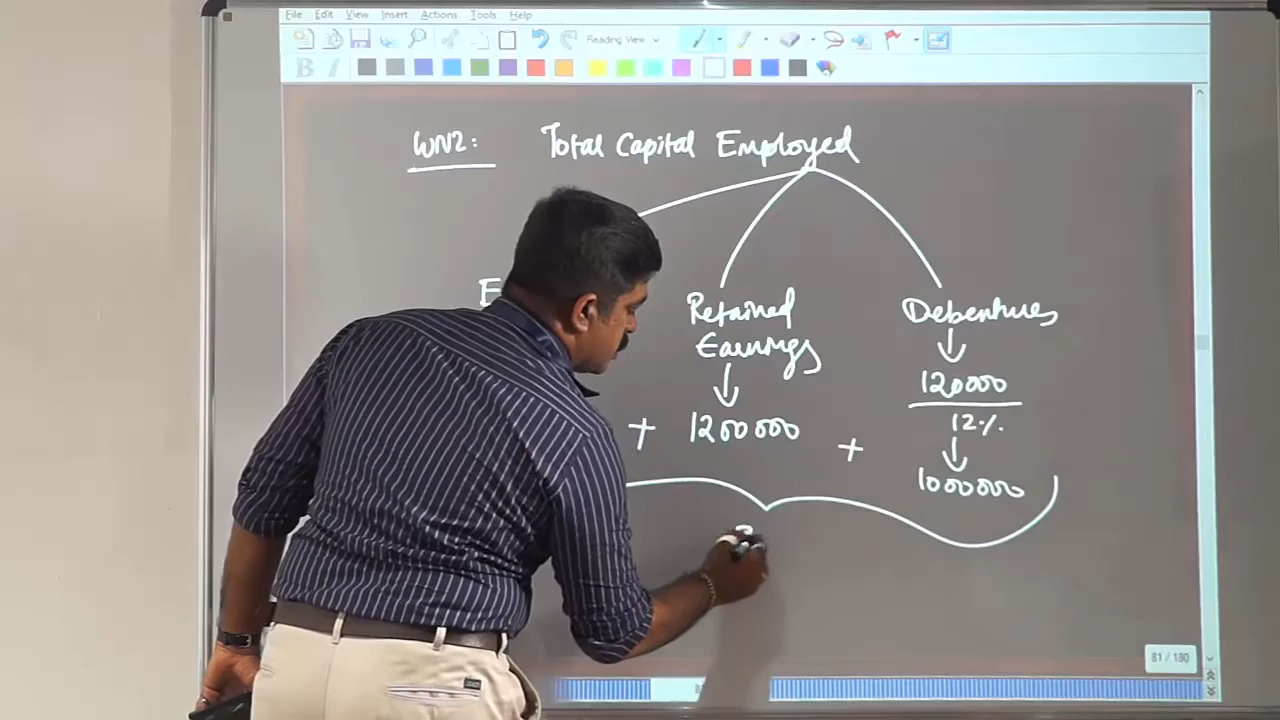 File Edit View Insert Actions Tools Help
Reading View
B I
WN2: Total Capital Employed
E
Retained
Earnings
Debentures
120000
12%
+ 1200000 +
1000000
81 / 180